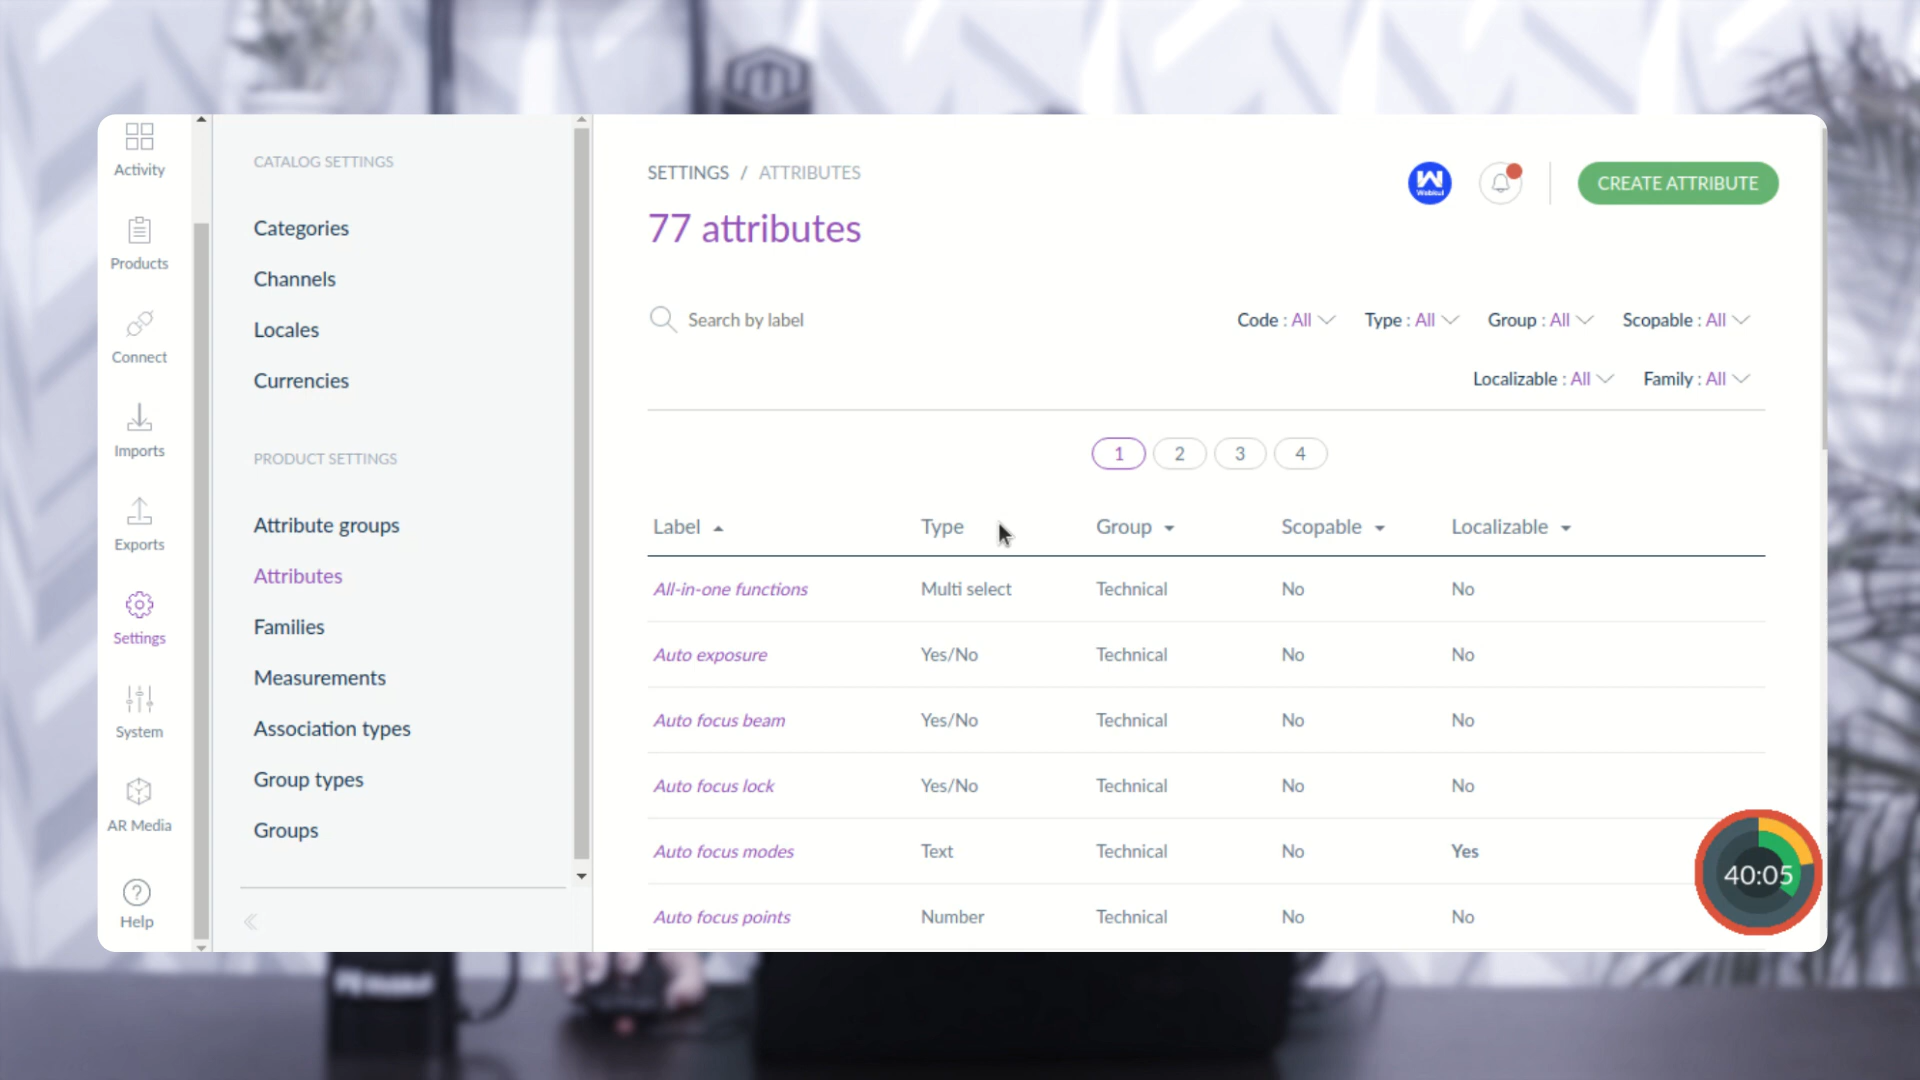 Activity
Products
Connect
Imports
Exports
Settings
System
AR Media
Help
CATALOG SETTINGS
Categories
Channels
Locales
Currencies
PRODUCT SETTINGS
Attribute groups
Attributes
Families
Measurements
Association types
Group types
Groups
SETTINGS / ATTRIBUTES
Webkul
CREATE ATTRIBUTE
77 attributes
Search by label
Code : All Type : All Group : All Scopable : All
Localizable : All Family : All
1 2 3 4
Label Type Group Scopable Localizable
All-in-one functions Multi select Technical No No
Auto exposure Yes/No Technical No No
Auto focus beam Yes/No Technical No No
Auto focus lock Yes/No Technical No No
Auto focus modes Text Technical No Yes
Auto focus points Number Technical No No
40:05